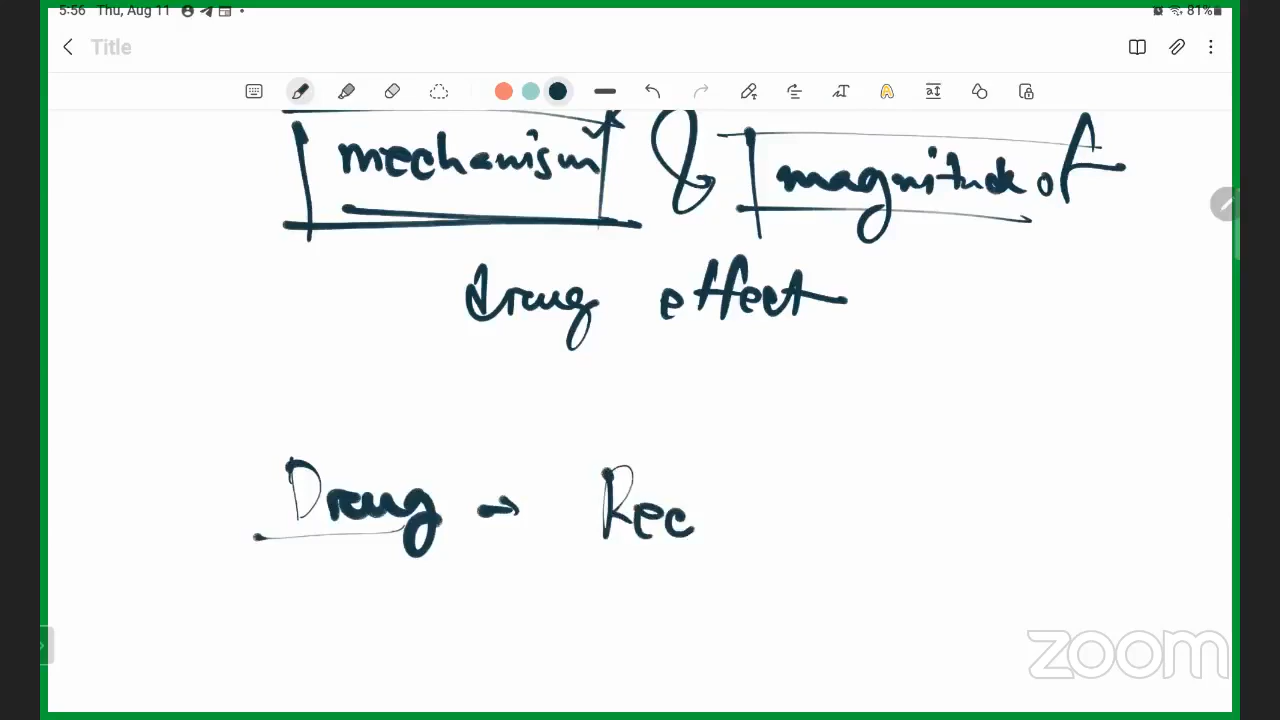 5:56 Thu, Aug 11 81%
Title
mechanism & magnitude of
drug effect
Drug → Rec
zoom